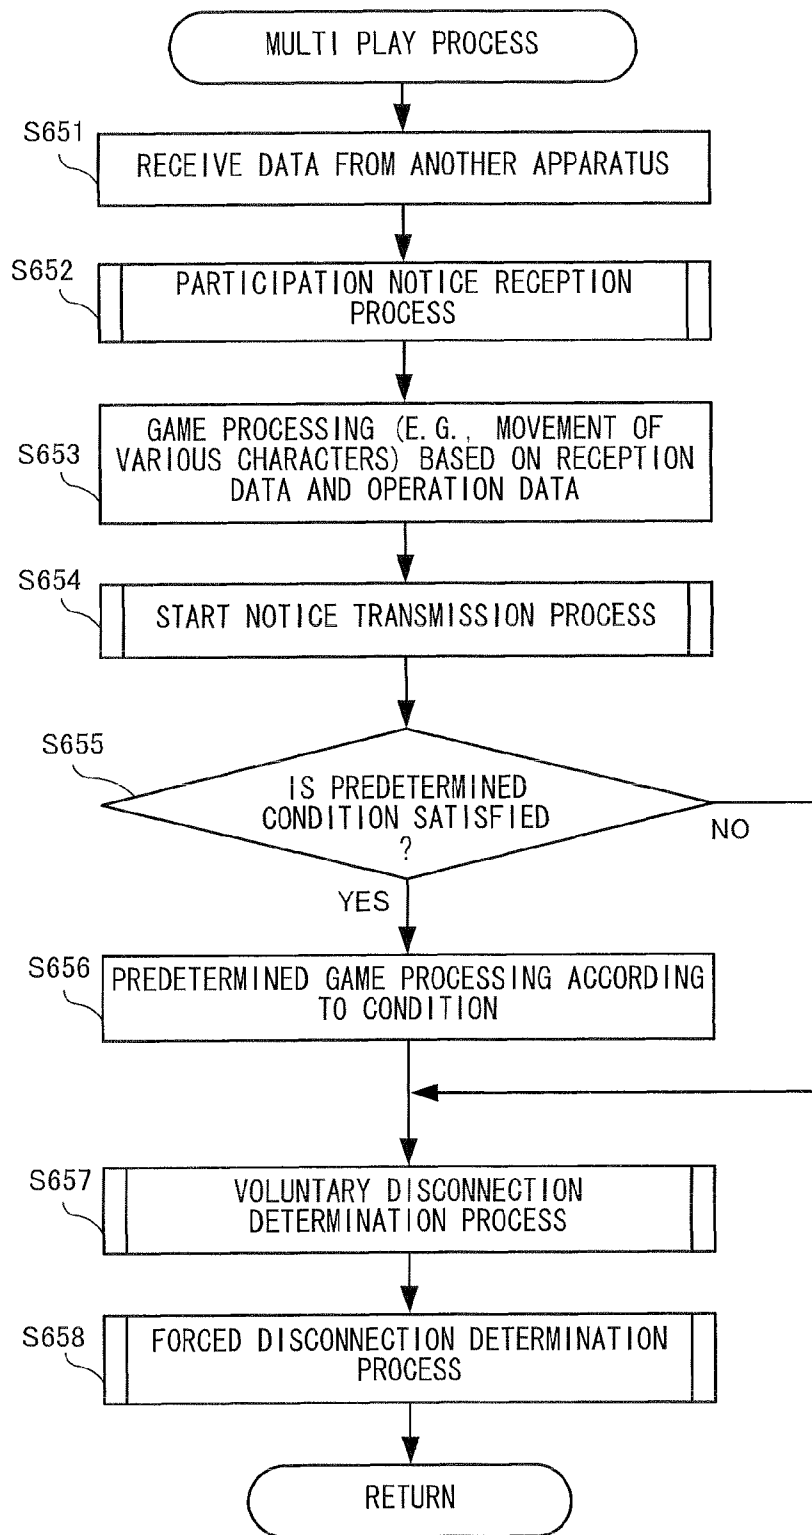 MULTI PLAY PROCESS
S651
RECEIVE DATA FROM ANOTHER APPARATUS
S652
PARTICIPATION NOTICE RECEPTION
PROCESS
S653
GAME PROCESSING (E.G., MOVEMENT OF
VARIOUS CHARACTERS) BASED ON RECEPTION
DATA AND OPERATION DATA
S654
START NOTICE TRANSMISSION PROCESS
S655
IS PREDETERMINED
CONDITION SATISFIED
?
NO
YES
S656
PREDETERMINED GAME PROCESSING ACCORDING
TO CONDITION
S657
VOLUNTARY DISCONNECTION
DETERMINATION PROCESS
S658
FORCED DISCONNECTION DETERMINATION
PROCESS
RETURN